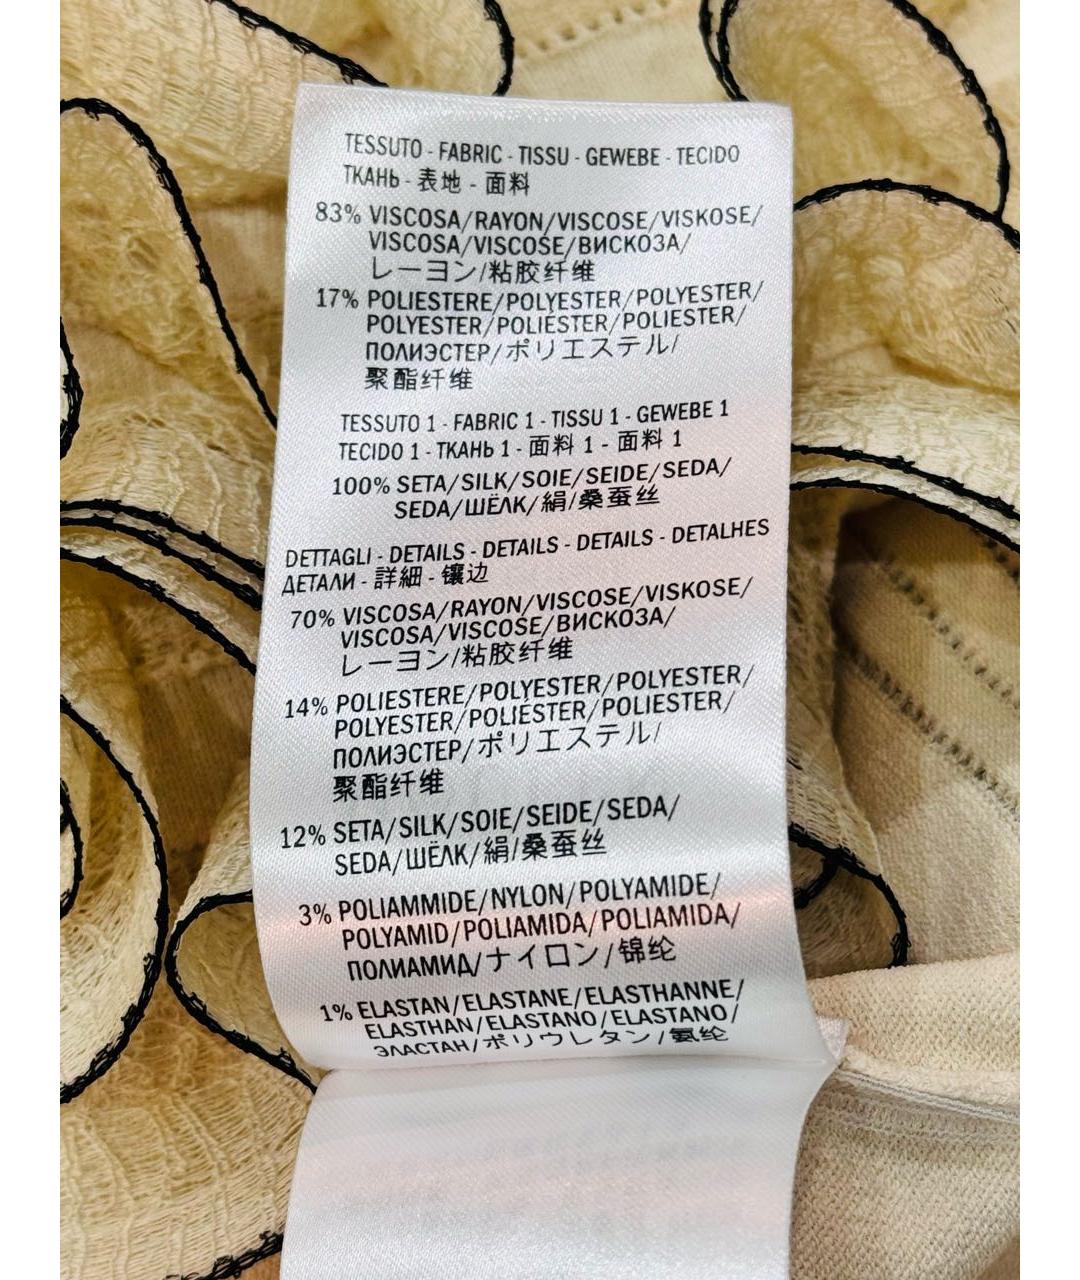 TESSUTO - FABRIC - TISSU - GEWEBE - TECIDO
ТКАНЬ - 表地 - 面料
83% VISCOSA/RAYON/VISCOSE/VISKOSE/
VISCOSA/VISCOSE/ВИСКОЗА/
レーヨン/粘胶纤维
17% POLIESTERE/POLYESTER/POLYESTER/
POLYESTER/POLIÉSTER/POLIESTER/
ПОЛИЭСТЕР/ポリエステル/
聚酯纤维
TESSUTO 1 - FABRIC 1 - TISSU 1 - GEWEBE 1
TECIDO 1 - ТКАНЬ 1 - 面料 1 - 面料 1
100% SETA/SILK/SOIE/SEIDE/SEDA/
SEDA/ШЁЛК/絹/桑蚕丝
DETTAGLI - DETAILS - DETAILS - DETAILS - DETALHES
ДЕТАЛИ - 詳細 - 镶边
70% VISCOSA/RAYON/VISCOSE/VISKOSE/
VISCOSA/VISCOSE/ВИСКОЗА/
レーヨン/粘胶纤维
14% POLIESTERE/POLYESTER/POLYESTER/
POLYESTER/POLIÉSTER/POLIESTER/
ПОЛИЭСТЕР/ポリエステル/
聚酯纤维
12% SETA/SILK/SOIE/SEIDE/SEDA/
SEDA/ШЁЛК/絹/桑蚕丝
3% POLIAMMIDE/NYLON/POLYAMIDE/
POLYAMID/POLIAMIDA/POLIAMIDA/
ПОЛИАМИД/ナイロン/锦纶
1% ELASTAN/ELASTANE/ELASTHANNE/
ELASTHAN/ELASTANO/ELASTANO/
ЭЛАСТАН/ポリウレタン/氨纶